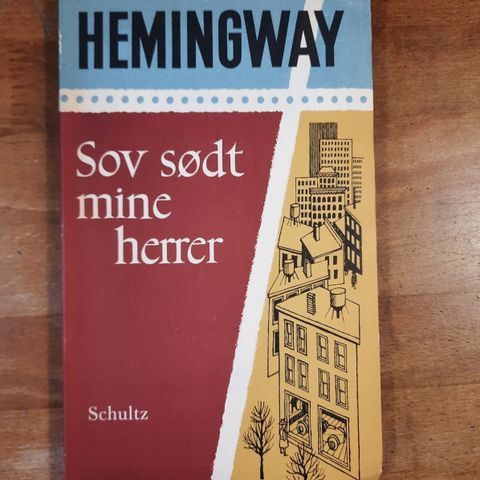 HEMINGWAY
Sov sødt
mine
herrer
Schultz